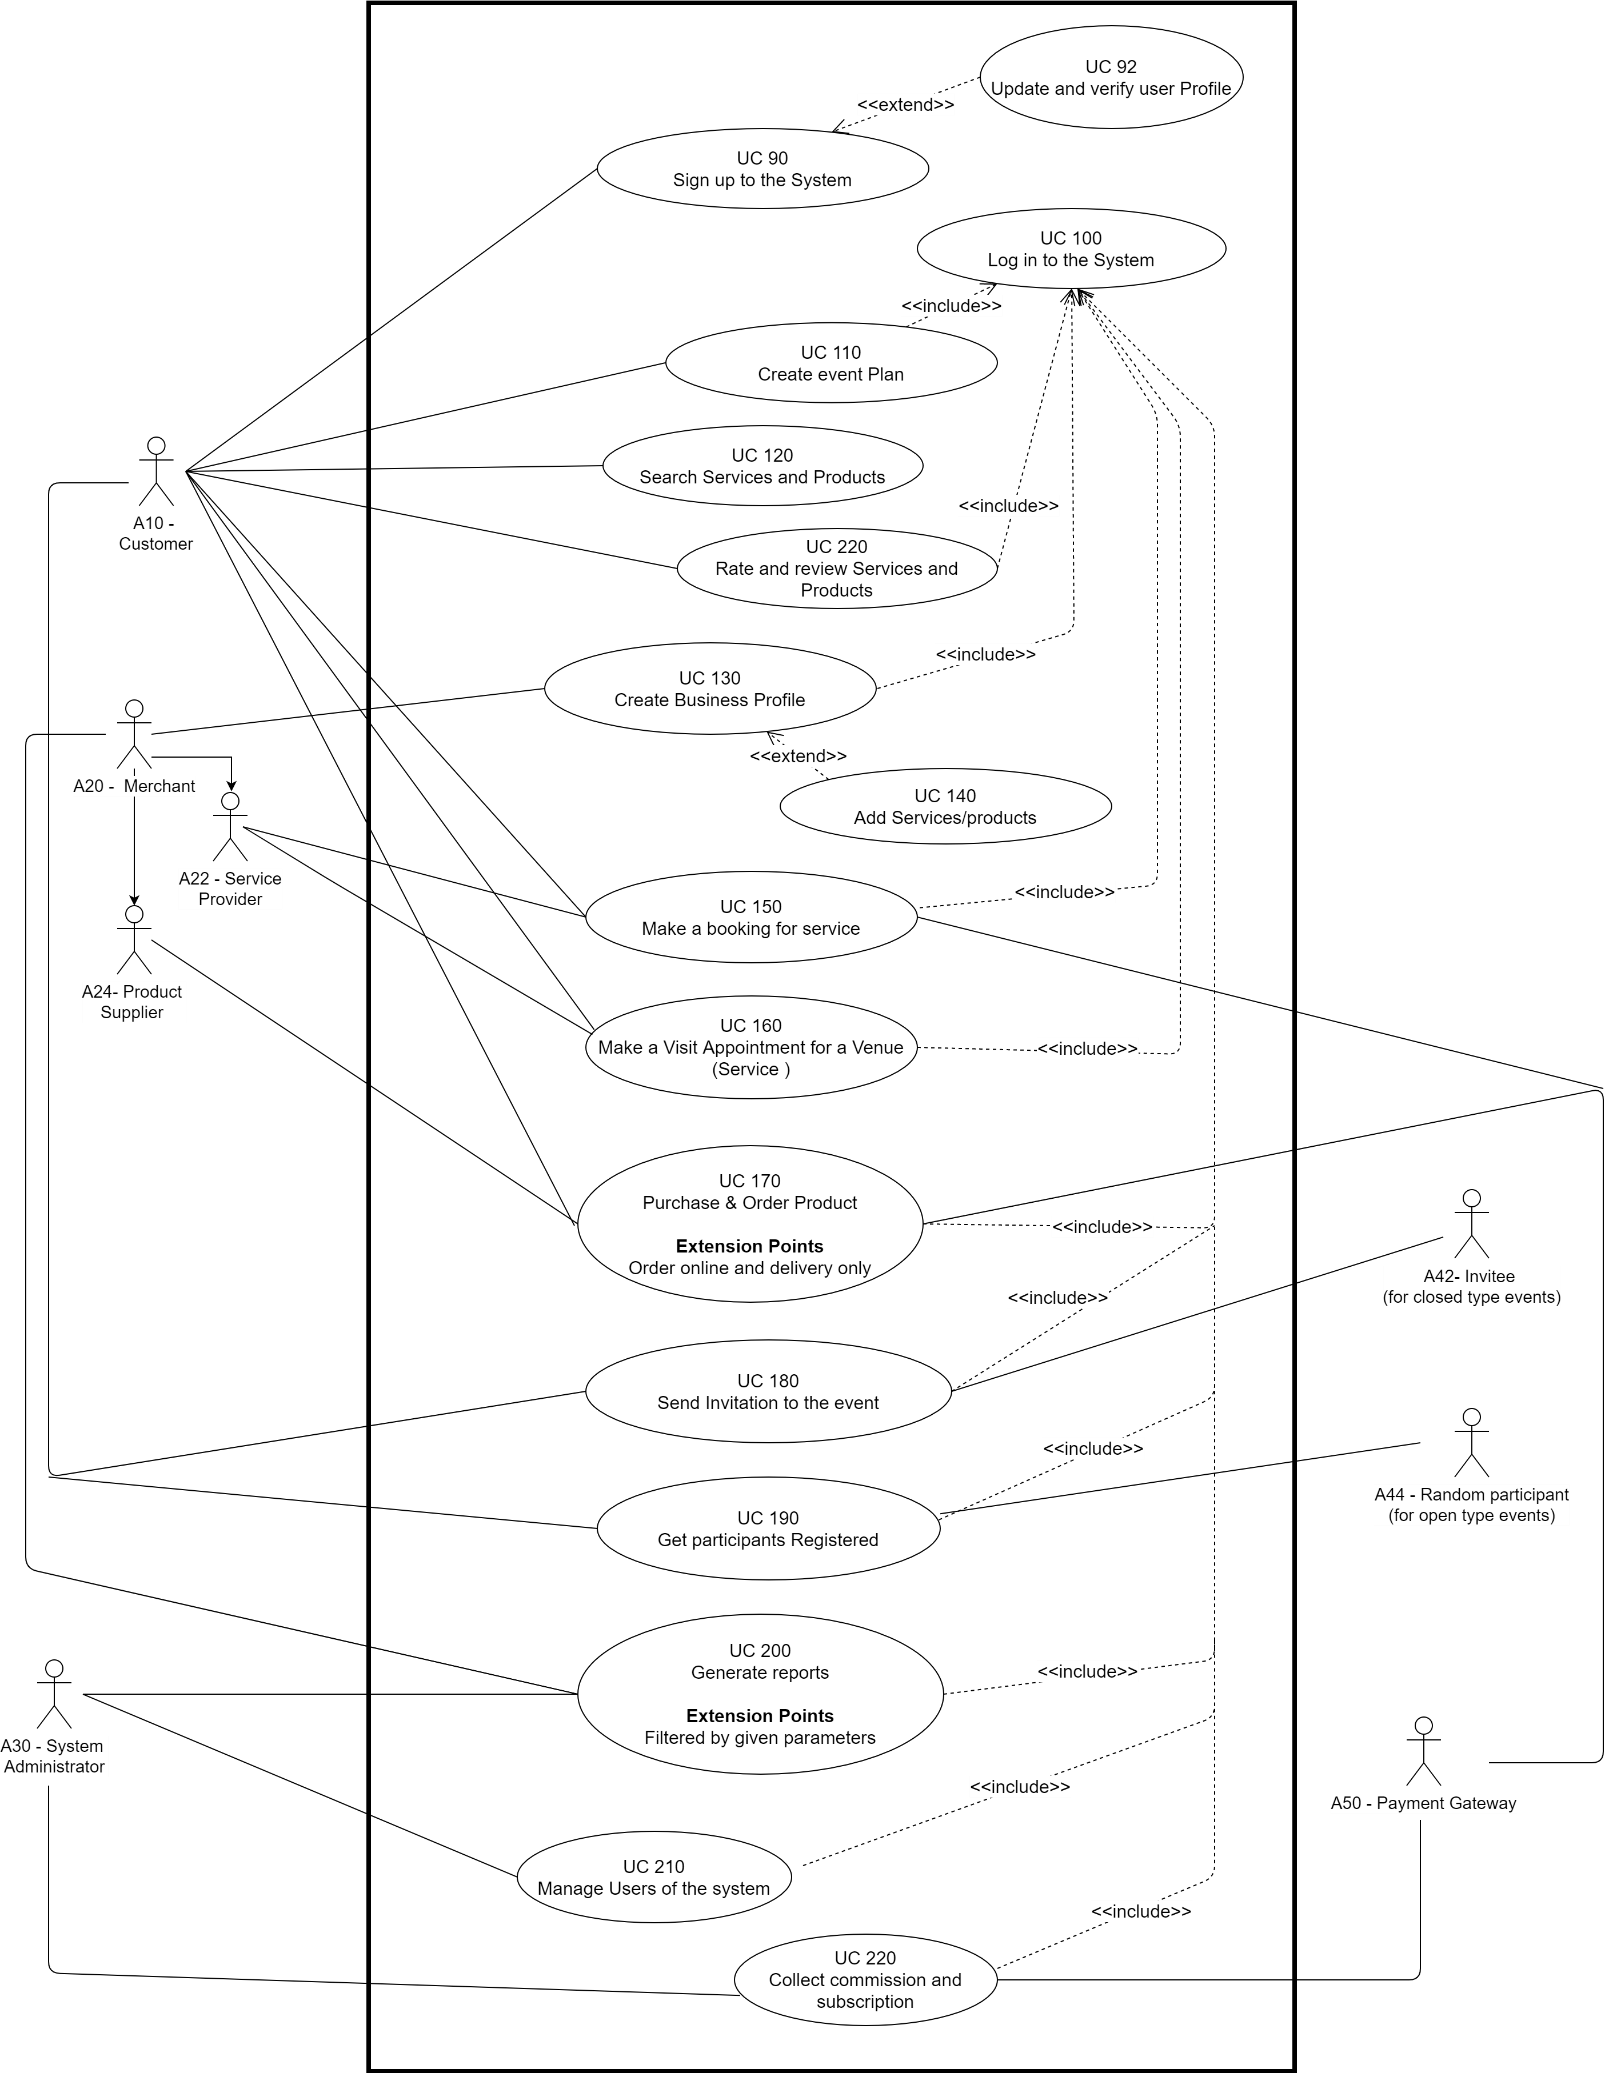 UC 92
Update and verify user Profile
<<extend>>
UC 90
Sign up to the System
UC 100
Log in to the System
<<include>>
UC 110
Create event Plan
UC 120
Search Services and Products
A10 -
Customer
<<include>>
UC 220
Rate and review Services and
Products
<<include>>
UC 130
Create Business Profile
<<extend>>
A20 -  Merchant
UC 140
Add Services/products
A22 - Service
Provider
<<include>>
UC 150
Make a booking for service
A24- Product
Supplier
UC 160
Make a Visit Appointment for a Venue
(Service )
<<include>>
UC 170
Purchase & Order Product
Extension Points
Order online and delivery only
<<include>>
A42- Invitee
(for closed type events)
<<include>>
UC 180
Send Invitation to the event
<<include>>
A44 - Random participant
(for open type events)
UC 190
Get participants Registered
UC 200
Generate reports
Extension Points
Filtered by given parameters
<<include>>
A30 - System
Administrator
<<include>>
A50 - Payment Gateway
UC 210
Manage Users of the system
<<include>>
UC 220
Collect commission and
subscription